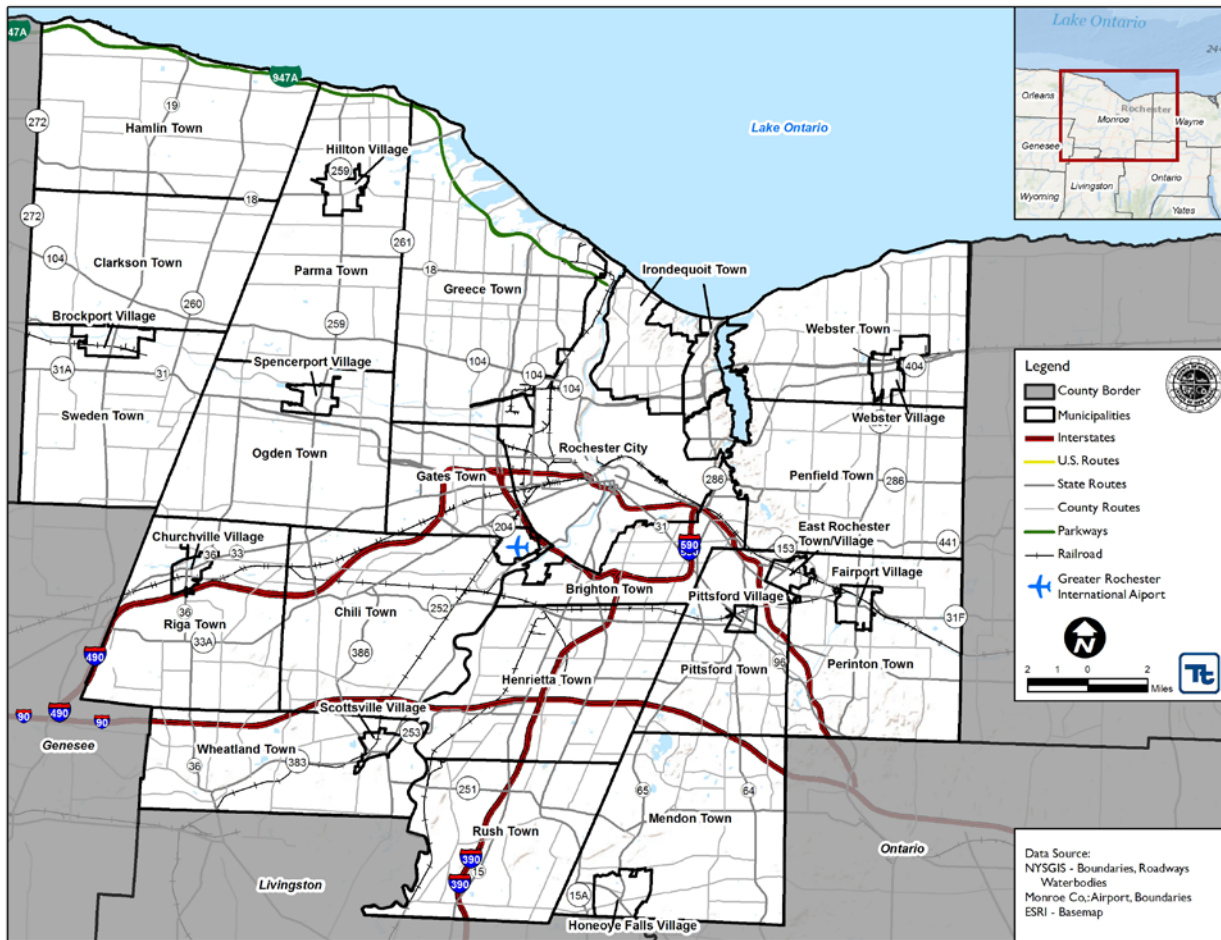 47A
947A
Lake Ontario
Lake Ontario
Orleans
Rochester
Monroe
Wayne
Genesee
Livingston
Ontario
Wyoming
Yates
19
272
Hamlin Town
Hillton Village
259
18
272
261
104
Clarkson Town
Parma Town
18
Greece Town
Irondequoit Town
260
Brockport Village
259
Webster Town
Spencerport Village
104
104
104
404
31A
31
Sweden Town
Webster Village
Ogden Town
Rochester City
Gates Town
286
Penfield Town
286
204
31
East Rochester
Town/Village
Churchville Village
36
33
590
153
441
Fairport Village
Brighton Town
Pittsford Village
36
Riga Town
Chili Town
252
31F
33A
386
490
Pittsford Town
96
Perinton Town
Henrietta Town
Scottsville Village
90
490
90
253
Genesee
Wheatland Town
36
383
251
65
64
Rush Town
Mendon Town
390
15
390
Livingston
Ontario
15A
Honeoye Falls Village
Legend
County Border
Municipalities
Interstates
U.S. Routes
State Routes
County Routes
Parkways
Railroad
Greater Rochester
International Aiport
N
2 1 0 2
Miles
Tt
Data Source:
NYSGIS - Boundaries, Roadways
Waterbodies
Monroe Co,:Airport, Boundaries
ESRI - Basemap